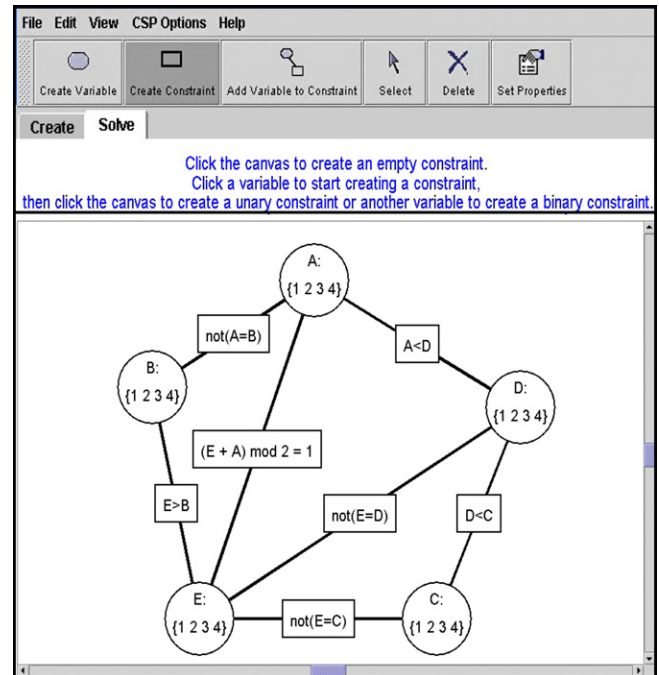 File Edit View CSP Options Help
Create Variable Create Constraint Add Variable to Constraint Select Delete Set Properties
Create Solve
Click the canvas to create an empty constraint.
Click a variable to start creating a constraint,
then click the canvas to create a unary constraint or another variable to create a binary constraint.
A:
{1 2 3 4}
not(A=B)
A<D
B:
{1 2 3 4}
D:
{1 2 3 4}
(E + A) mod 2 = 1
E>B
not(E=D)
D<C
E:
{1 2 3 4}
not(E=C)
C:
{1 2 3 4}